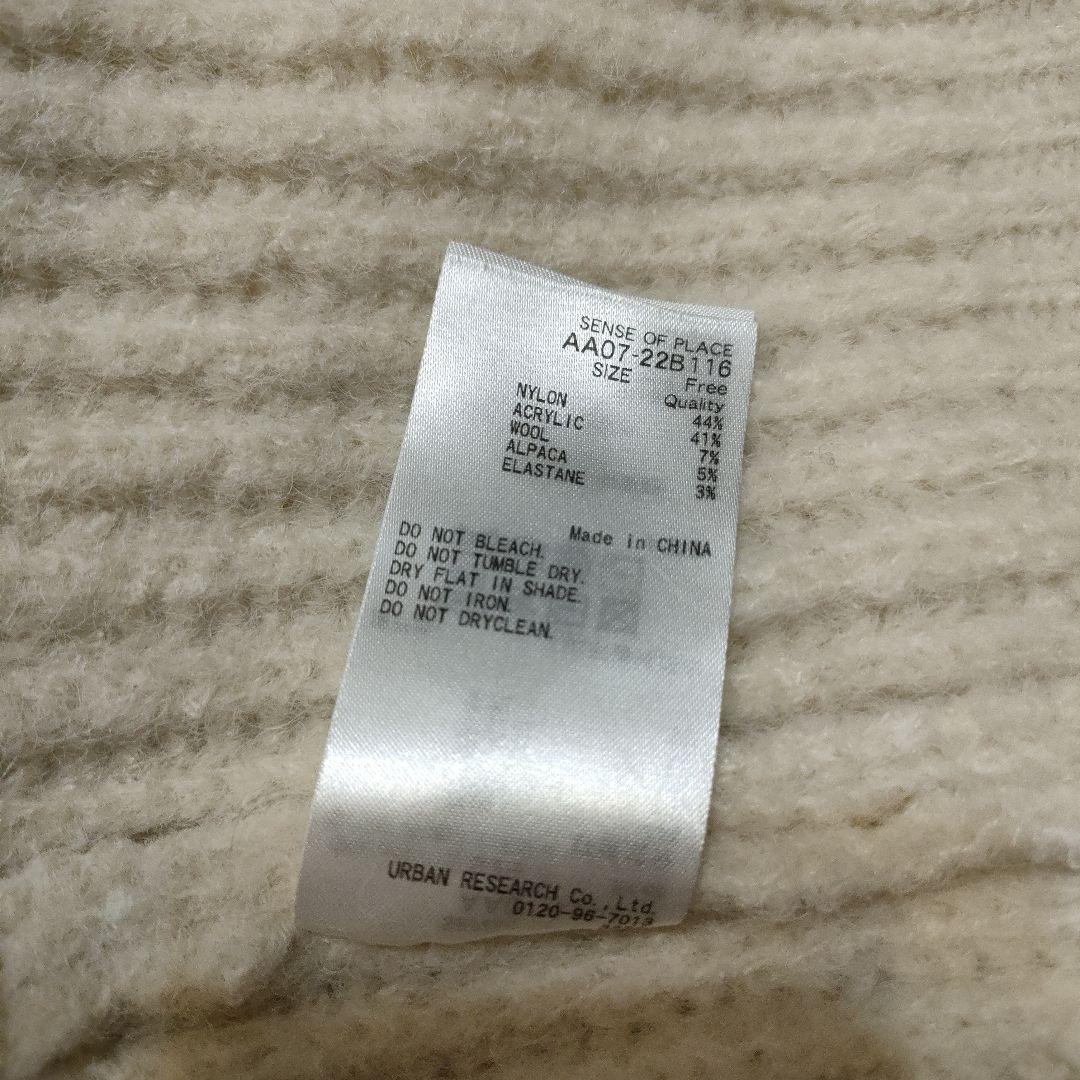 SENSE OF PLACE
AA07-22B116
SIZE Free
Quality
NYLON 44%
ACRYLIC 41%
WOOL 7%
ALPACA 5%
ELASTANE 3%
Made in CHINA
DO NOT BLEACH.
DO NOT TUMBLE DRY.
DRY FLAT IN SHADE.
DO NOT IRON.
DO NOT DRYCLEAN.
URBAN RESEARCH Co.,Ltd.
0120-96-7013